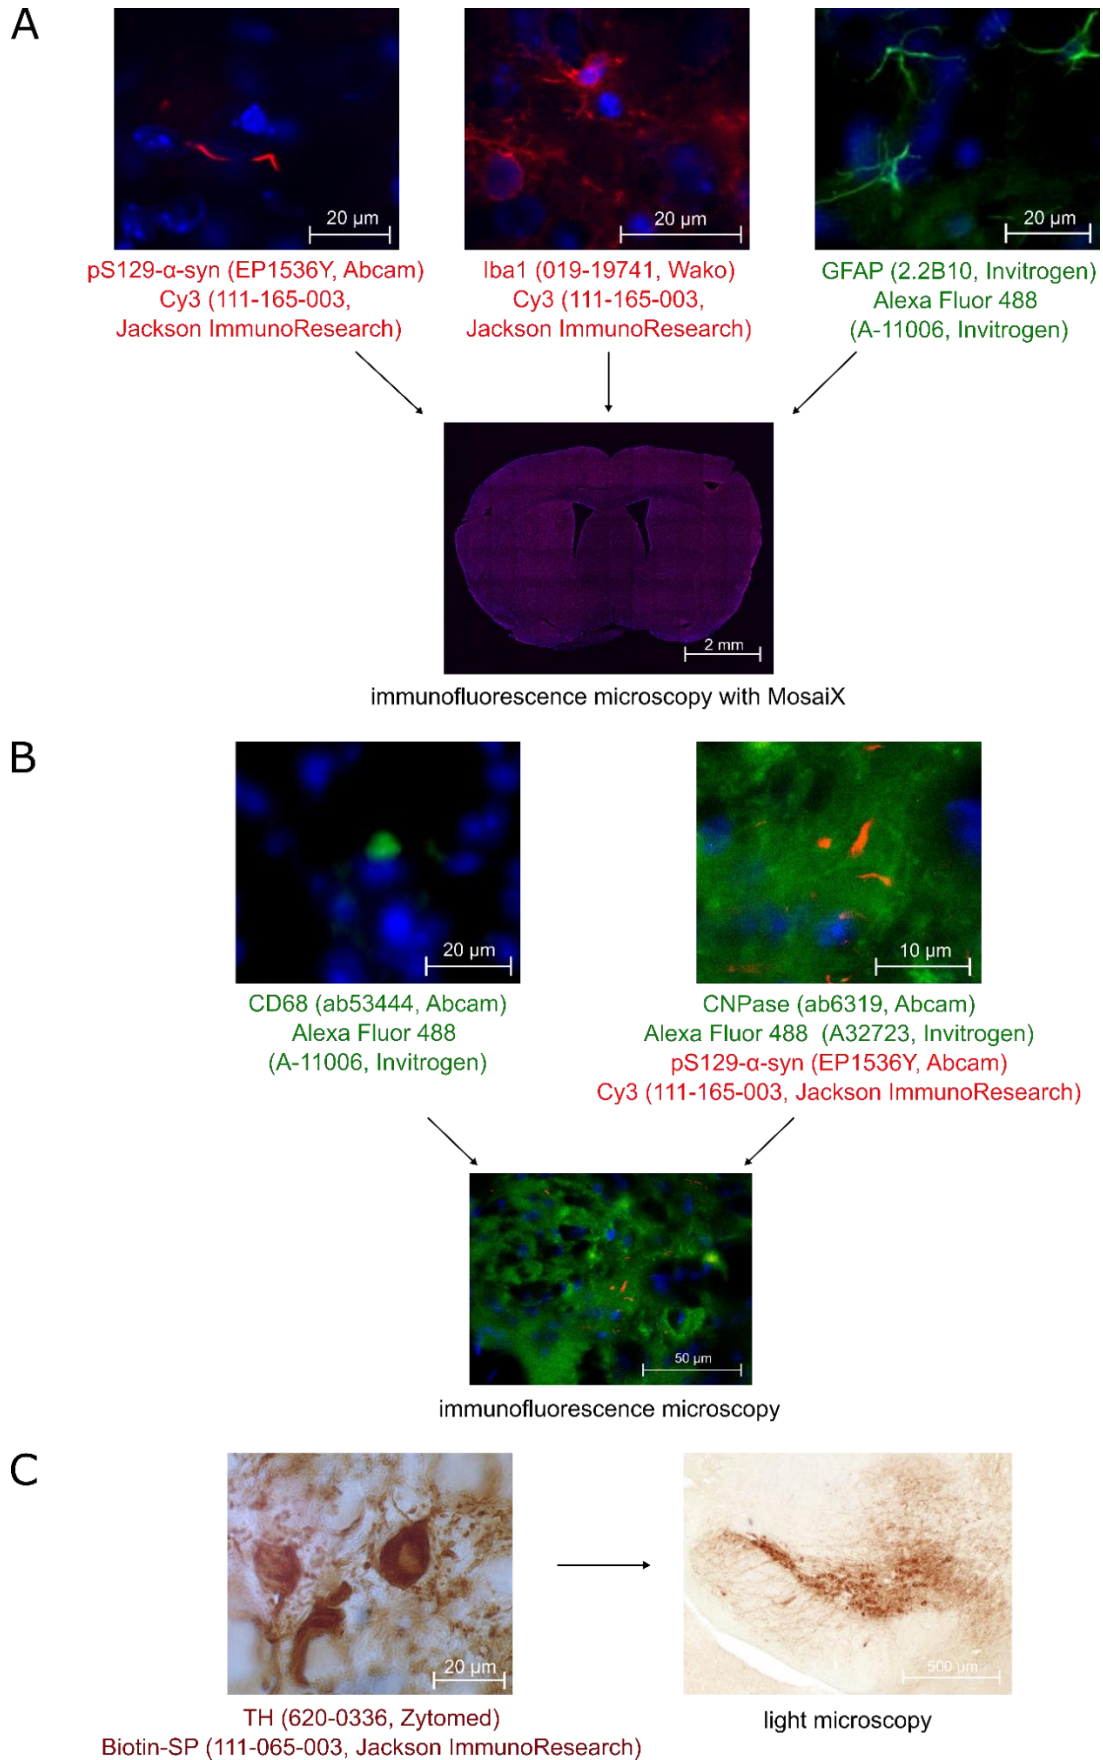 A
20 µm
20 µm
20 µm
pS129-α-syn (EP1536Y, Abcam)
Cy3 (111-165-003,
Jackson ImmunoResearch)
Iba1 (019-19741, Wako)
Cy3 (111-165-003,
Jackson ImmunoResearch)
GFAP (2.2B10, Invitrogen)
Alexa Fluor 488
(A-11006, Invitrogen)
2 mm
immunofluorescence microscopy with MosaiX
B
20 µm
10 µm
CD68 (ab53444, Abcam)
Alexa Fluor 488
(A-11006, Invitrogen)
CNPase (ab6319, Abcam)
Alexa Fluor 488 (A32723, Invitrogen)
pS129-α-syn (EP1536Y, Abcam)
Cy3 (111-165-003, Jackson ImmunoResearch)
50 µm
immunofluorescence microscopy
C
20 µm
500 µm
TH (620-0336, Zytomed)
Biotin-SP (111-065-003, Jackson ImmunoResearch)
light microscopy